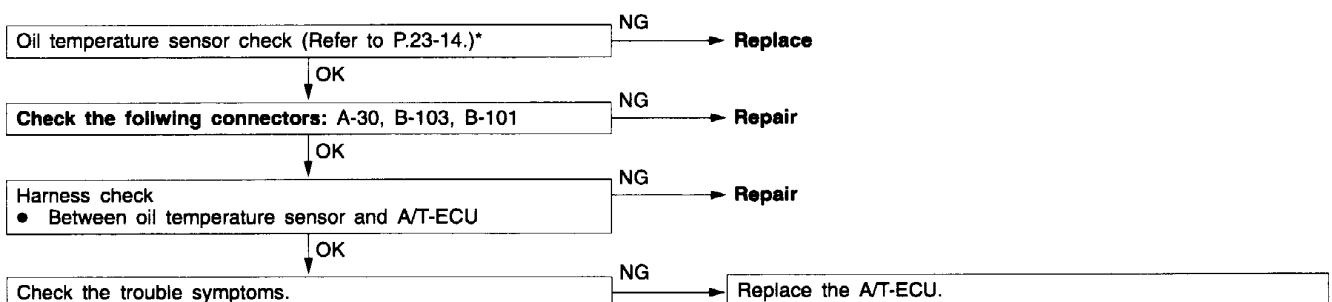 NG
Oil temperature sensor check (Refer to P.23-14.)*
Replace
OK
NG
Check the follwing connectors: A-30, B-103, B-101
Repair
OK
NG
Harness check
Repair
● Between oil temperature sensor and A/T-ECU
OK
NG
Check the trouble symptoms.
Replace the A/T-ECU.